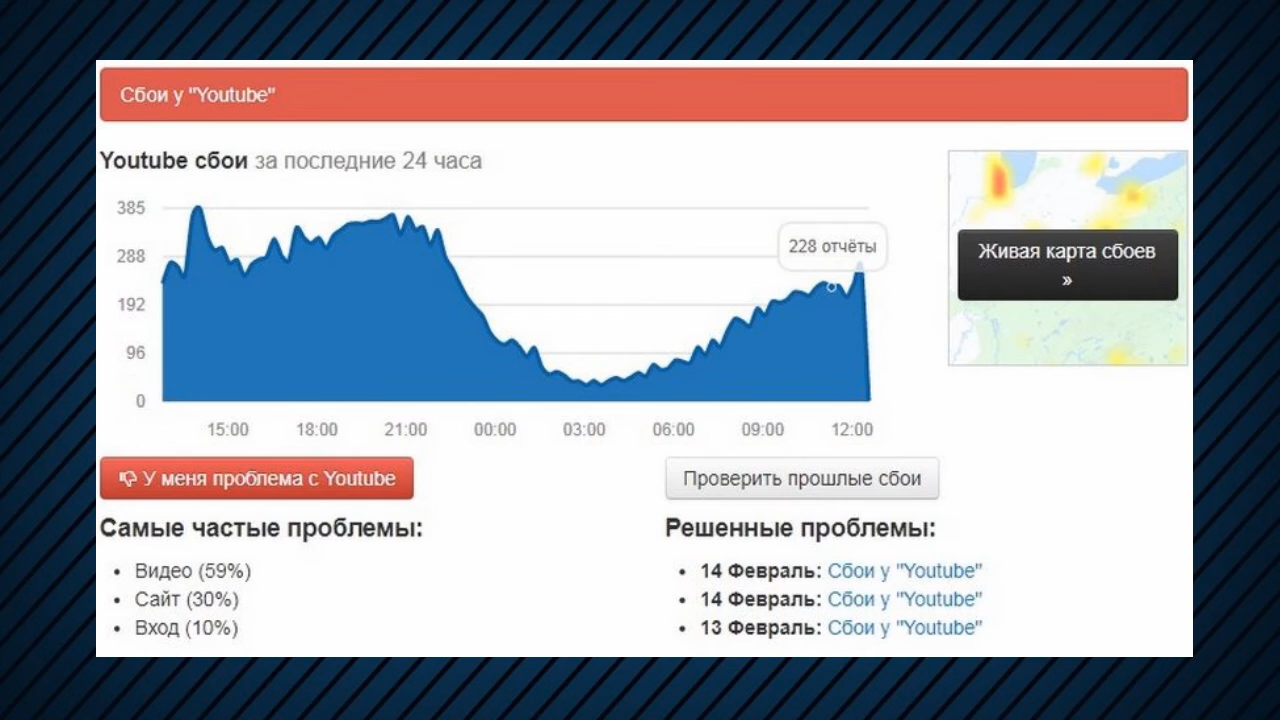 Сбои у "Youtube"
Youtube сбои за последние 24 часа
385
288
192
96
0
228 отчёты
15:00 18:00 21:00 00:00 03:00 06:00 09:00 12:00
Живая карта сбоев
»
У меня проблема с Youtube
Проверить прошлые сбои
Самые частые проблемы:
• Видео (59%)
• Сайт (30%)
• Вход (10%)
Решенные проблемы:
• 14 Февраль: Сбои у "Youtube"
• 14 Февраль: Сбои у "Youtube"
• 13 Февраль: Сбои у "Youtube"